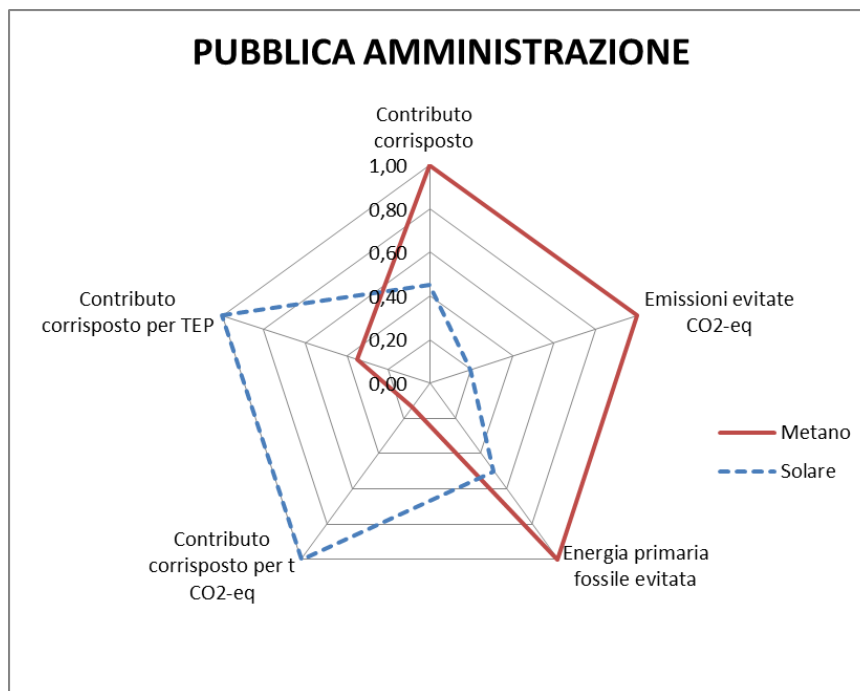 PUBBLICA AMMINISTRAZIONE
Contributo
corrisposto
1,00
0,80
0,60
0,40
0,20
0,00
Emissioni evitate
CO2-eq
Energia primaria
fossile evitata
Contributo
corrisposto per t
CO2-eq
Contributo
corrisposto per TEP
Metano
Solare